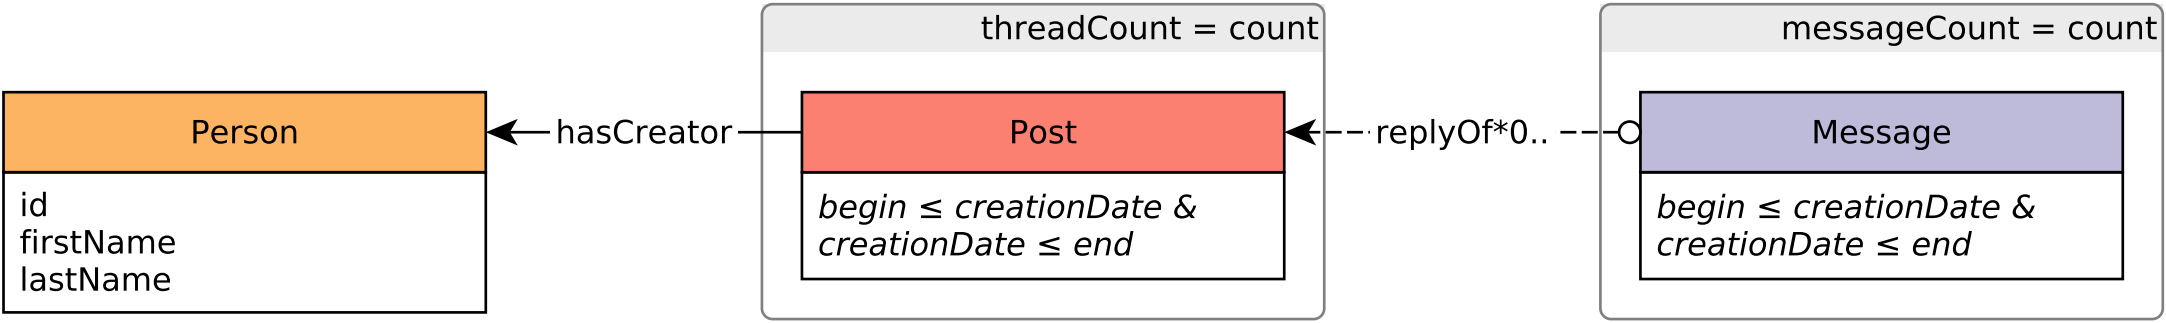 threadCount = count
messageCount = count
Person
hasCreator
Post
replyOf*0..
Message
id
firstName
lastName
begin ≤ creationDate &
creationDate ≤ end
begin ≤ creationDate &
creationDate ≤ end